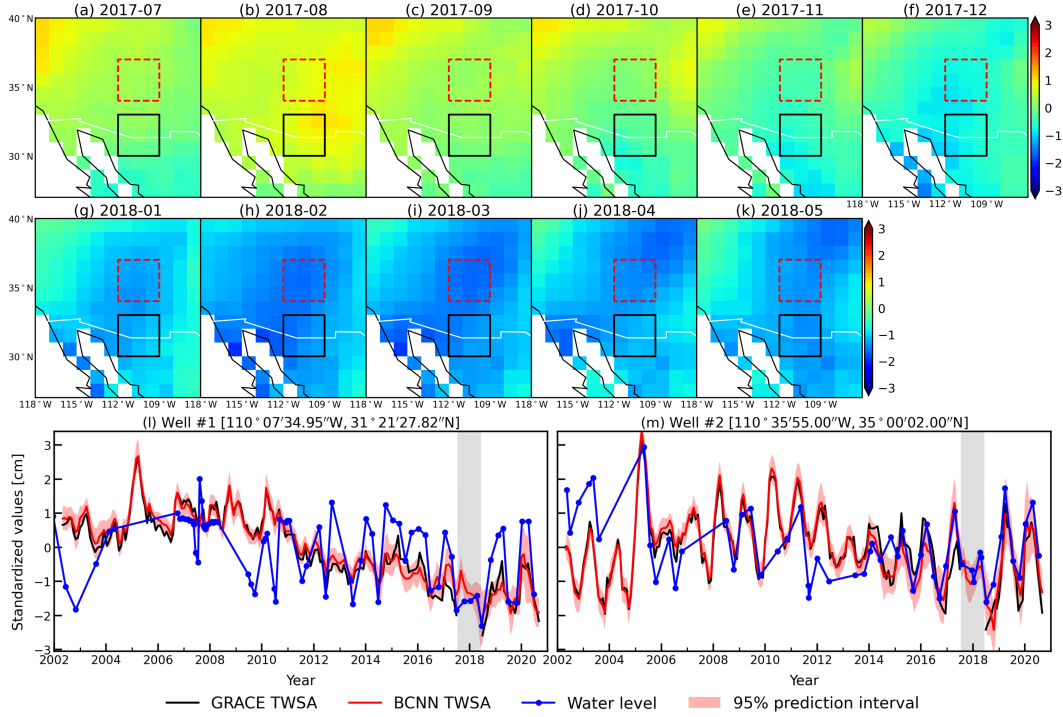 (a) 2017-07 (b) 2017-08 (c) 2017-09 (d) 2017-10 (e) 2017-11 (f) 2017-12
40°N
35°N
30°N
3
2
1
0
−1
−2
−3
118°W 115°W 112°W 109°W
(g) 2018-01 (h) 2018-02 (i) 2018-03 (j) 2018-04 (k) 2018-05
40°N
35°N
30°N
3
2
1
0
−1
−2
−3
118°W 115°W 112°W 109°W 118°W 115°W 112°W 109°W 118°W 115°W 112°W 109°W 118°W 115°W 112°W 109°W 118°W 115°W 112°W 109°W
(l) Well #1 [110°07′34.95″W, 31°21′27.82″N] (m) Well #2 [110°35′55.00″W, 35°00′02.00″N]
Standardized values [cm]
3
2
1
0
−1
−2
−3
2002 2004 2006 2008 2010 2012 2014 2016 2018 2020 2002 2004 2006 2008 2010 2012 2014 2016 2018 2020
Year Year
GRACE TWSA BCNN TWSA Water level 95% prediction interval